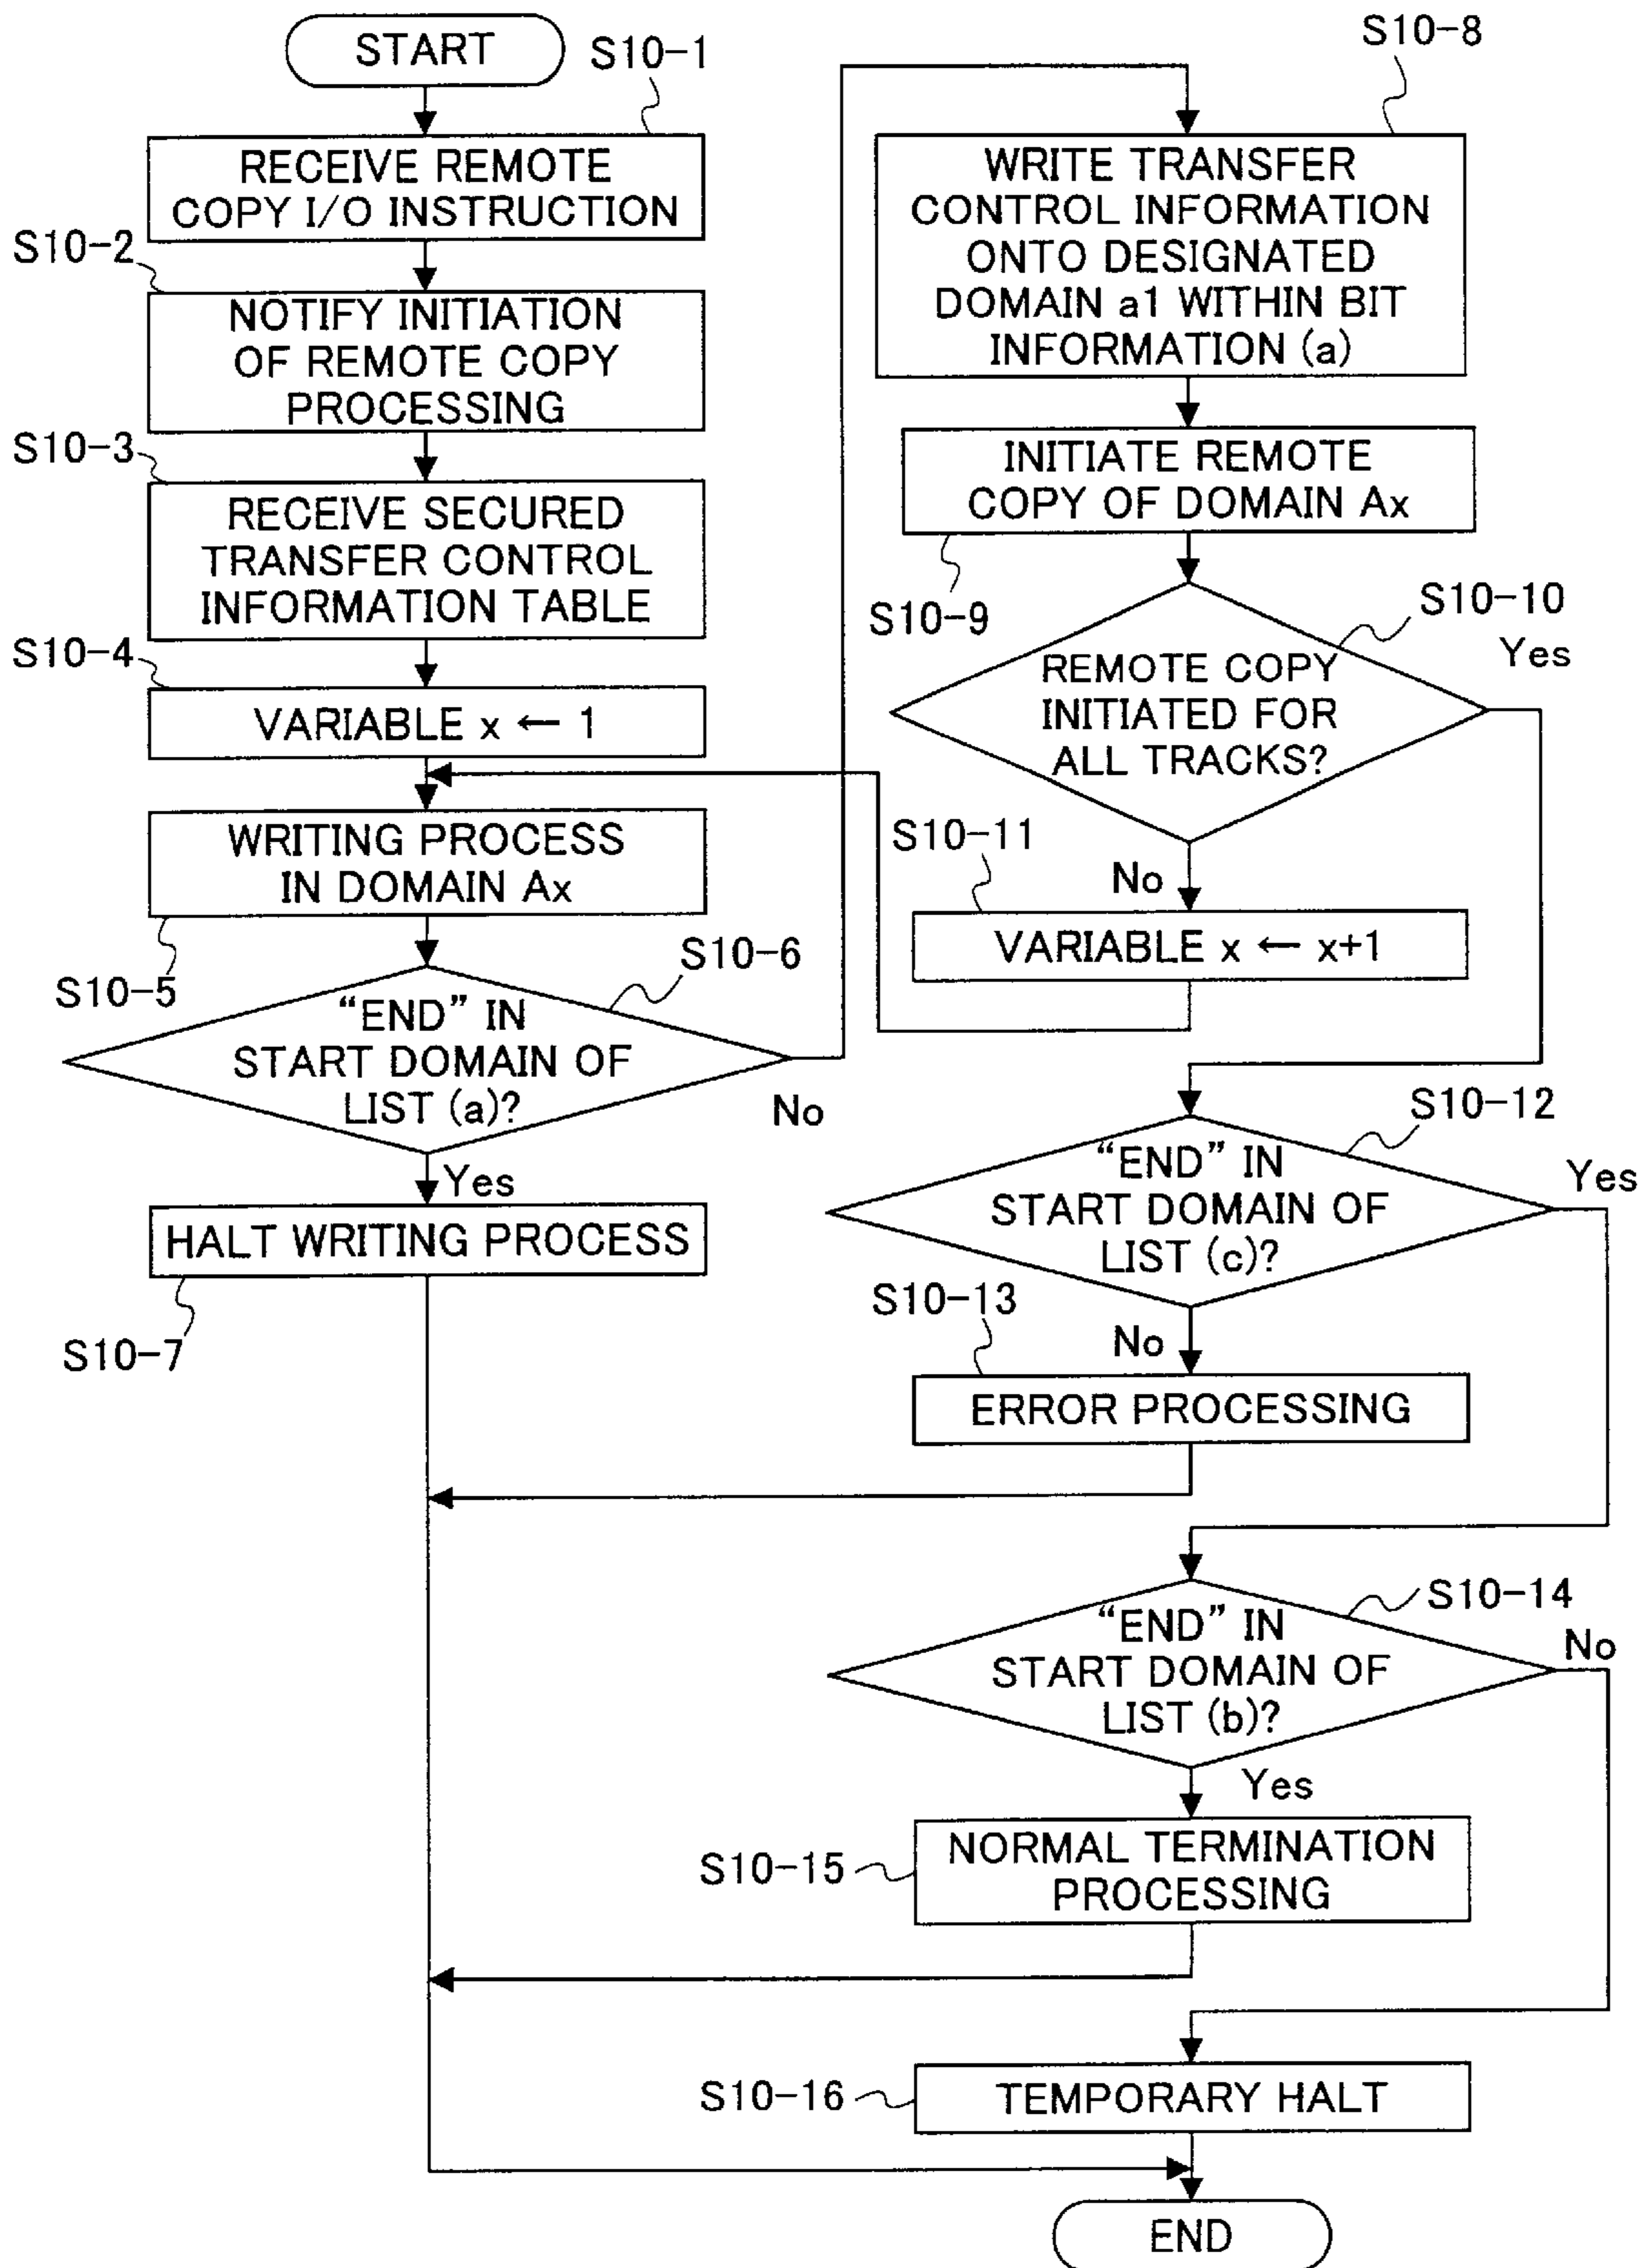 START
S10-1
RECEIVE REMOTE
COPY I/O INSTRUCTION
S10-2
NOTIFY INITIATION
OF REMOTE COPY
PROCESSING
S10-3
RECEIVE SECURED
TRANSFER CONTROL
INFORMATION TABLE
S10-4
VARIABLE x ← 1
WRITING PROCESS
IN DOMAIN Ax
S10-5
S10-6
“END” IN
START DOMAIN OF
LIST (a)?
No
Yes
HALT WRITING PROCESS
S10-7
S10-8
WRITE TRANSFER
CONTROL INFORMATION
ONTO DESIGNATED
DOMAIN a1 WITHIN BIT
INFORMATION (a)
INITIATE REMOTE
COPY OF DOMAIN Ax
S10-9
S10-10
Yes
REMOTE COPY
INITIATED FOR
ALL TRACKS?
S10-11
No
VARIABLE x ← x+1
S10-12
“END” IN
START DOMAIN OF
LIST (c)?
Yes
S10-13
No
ERROR PROCESSING
S10-14
“END” IN
START DOMAIN OF
LIST (b)?
No
Yes
S10-15
NORMAL TERMINATION
PROCESSING
S10-16
TEMPORARY HALT
END